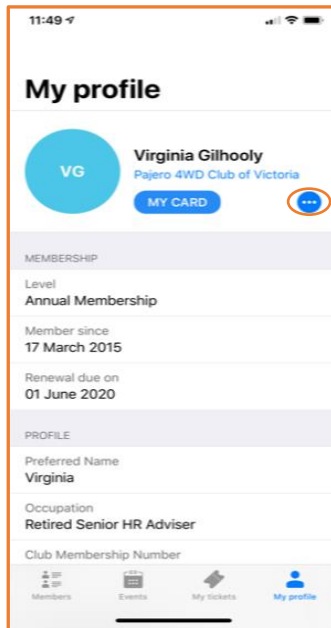 11:49
My profile
VG
Virginia Gilhooly
Pajero 4WD Club of Victoria
MY CARD
MEMBERSHIP
Level
Annual Membership
Member since
17 March 2015
Renewal due on
01 June 2020
PROFILE
Preferred Name
Virginia
Occupation
Retired Senior HR Adviser
Club Membership Number
Members Events My tickets My profile